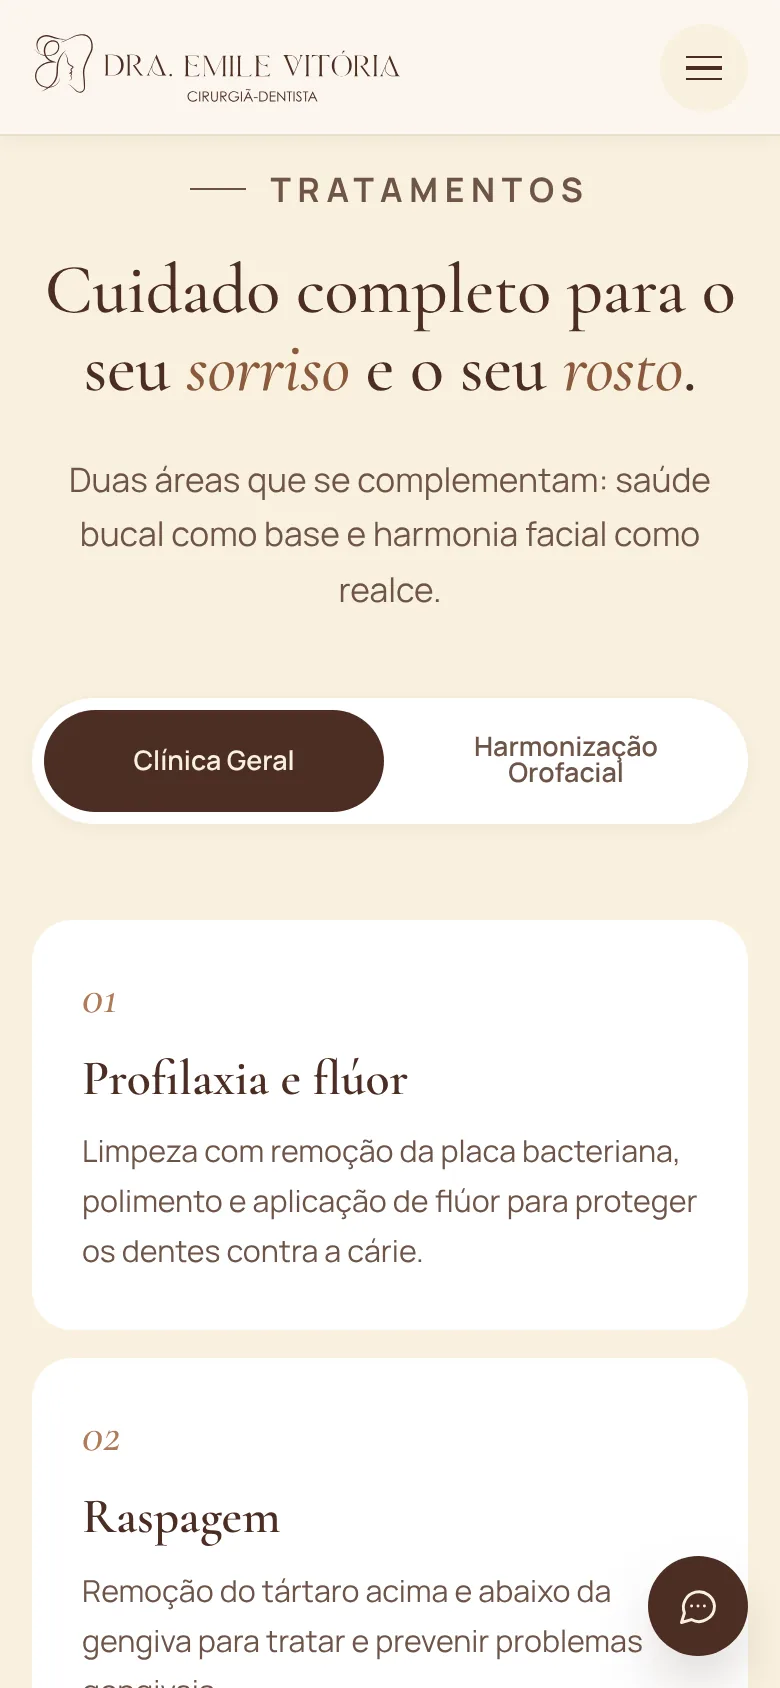 DRA. EMILE VITÓRIA
CIRURGIÃ-DENTISTA
TRATAMENTOS
Cuidado completo para o
seu sorriso e o seu rosto.
Duas áreas que se complementam: saúde
bucal como base e harmonia facial como
realce.
Clínica Geral
Harmonização
Orofacial
01
Profilaxia e flúor
Limpeza com remoção da placa bacteriana,
polimento e aplicação de flúor para proteger
os dentes contra a cárie.
02
Raspagem
Remoção do tártaro acima e abaixo da
gengiva para tratar e prevenir problemas